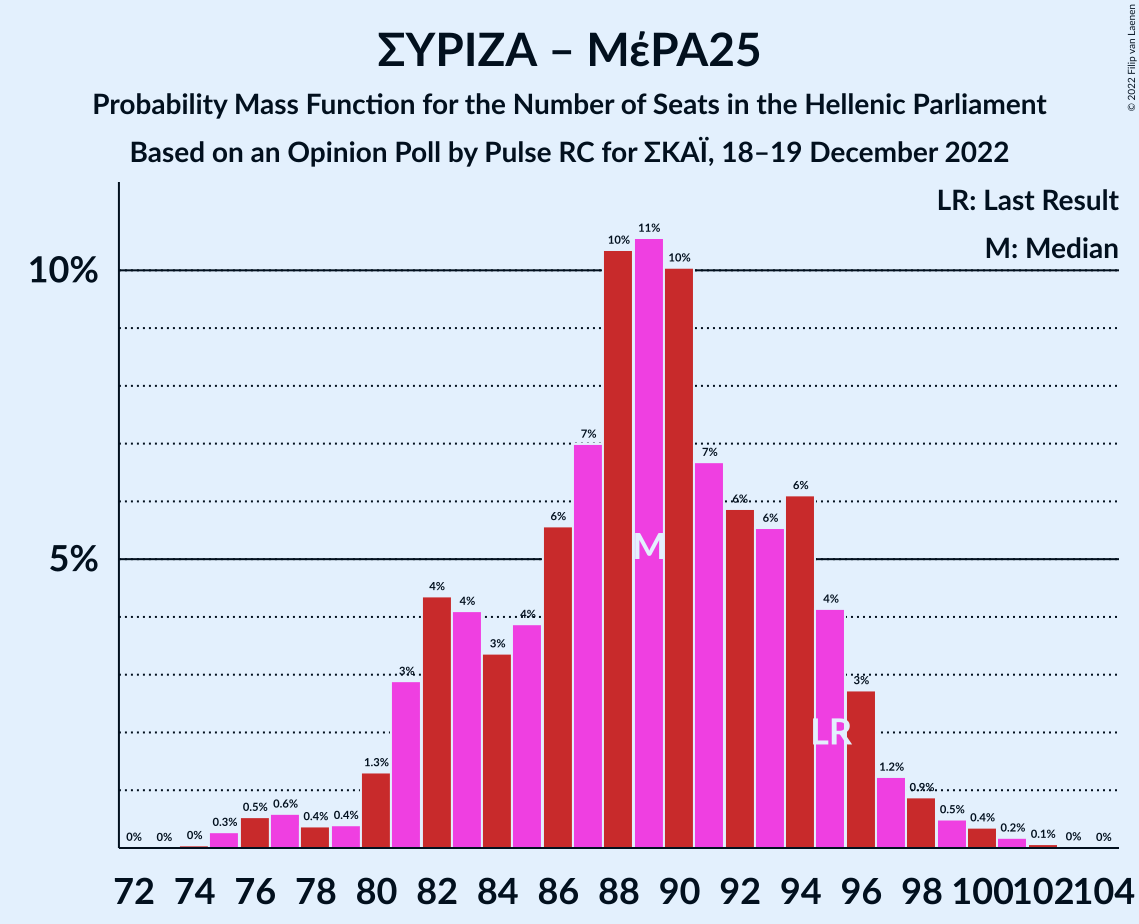 ΣΥΡΙΖΑ – ΜέΡΑ25
Probability Mass Function for the Number of Seats in the Hellenic Parliament
Based on an Opinion Poll by Pulse RC for ΣΚΑΪ, 18–19 December 2022
© 2022 Filip van Laenen
LR: Last Result
M: Median
10%
5%
0% 0% 0% 0.3% 0.5% 0.6% 0.4% 0.4% 1.3% 3% 4% 4% 3% 4% 6% 7% 10% 11% 10% 7% 6% 6% 6% 4% 3% 1.2% 0.9% 0.5% 0.4% 0.2% 0.1% 0% 0%
M
LR
72 74 76 78 80 82 84 86 88 90 92 94 96 98 100 102 104